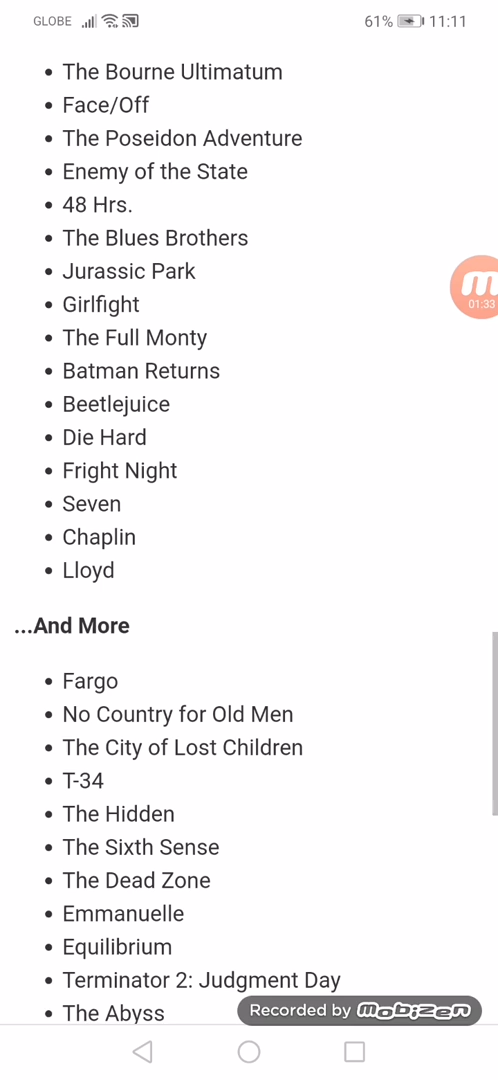 GLOBE 61% 11:11
The Bourne Ultimatum
Face/Off
The Poseidon Adventure
Enemy of the State
48 Hrs.
The Blues Brothers
Jurassic Park
Girlfight
01:33
The Full Monty
Batman Returns
Beetlejuice
Die Hard
Fright Night
Seven
Chaplin
Lloyd
...And More
Fargo
No Country for Old Men
The City of Lost Children
T-34
The Hidden
The Sixth Sense
The Dead Zone
Emmanuelle
Equilibrium
Terminator 2: Judgment Day
The Abyss
Recorded by mobizen